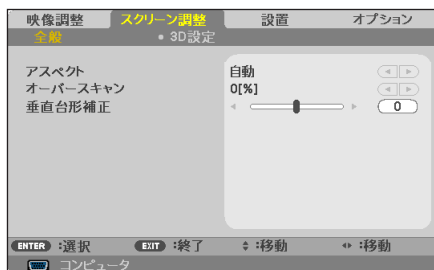 映像調整 スクリーン調整 設置 オプション
全般 • 3D設定
アスペクト 自動
オーバースキャン 0[%]
垂直台形補正 0
ENTER :選択 EXIT :終了 :移動 :移動
コンピュータ